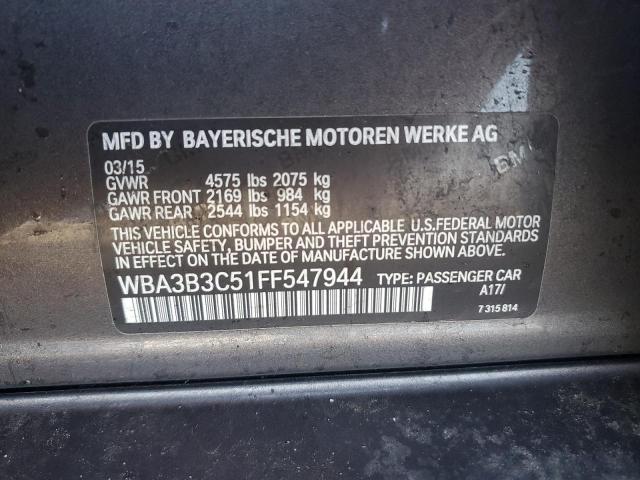 MFD BY BAYERISCHE MOTOREN WERKE AG
BMW
03/15
GVWR 4575 lbs 2075 kg
GAWR FRONT 2169 lbs 984 kg
GAWR REAR 2544 lbs 1154 kg
THIS VEHICLE CONFORMS TO ALL APPLICABLE U.S.FEDERAL MOTOR
VEHICLE SAFETY, BUMPER AND THEFT PREVENTION STANDARDS
IN EFFECT ON THE DATE OF MANUFACTURE SHOWN ABOVE.
WBA3B3C51FF547944 TYPE: PASSENGER CAR
A17/
7 315 814